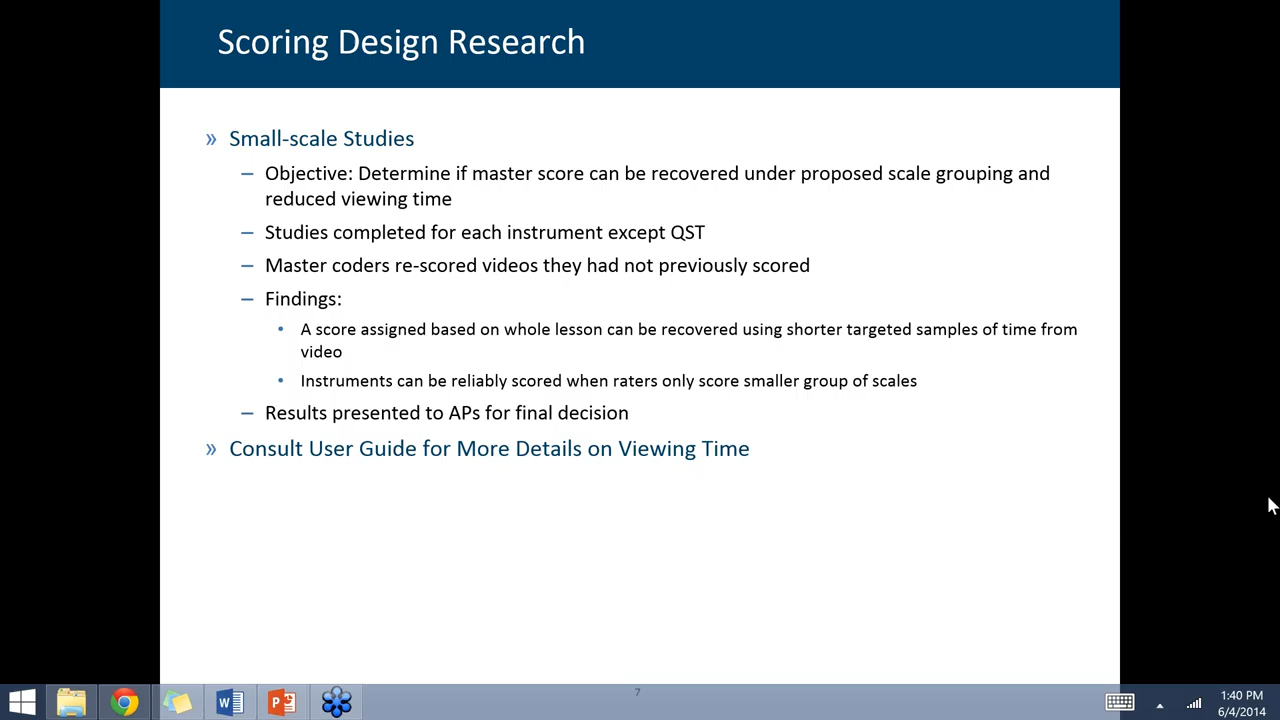 Scoring Design Research
» Small-scale Studies
– Objective: Determine if master score can be recovered under proposed scale grouping and
reduced viewing time
– Studies completed for each instrument except QST
– Master coders re-scored videos they had not previously scored
– Findings:
• A score assigned based on whole lesson can be recovered using shorter targeted samples of time from
video
• Instruments can be reliably scored when raters only score smaller group of scales
– Results presented to APs for final decision
» Consult User Guide for More Details on Viewing Time
7
1:40 PM
6/4/2014